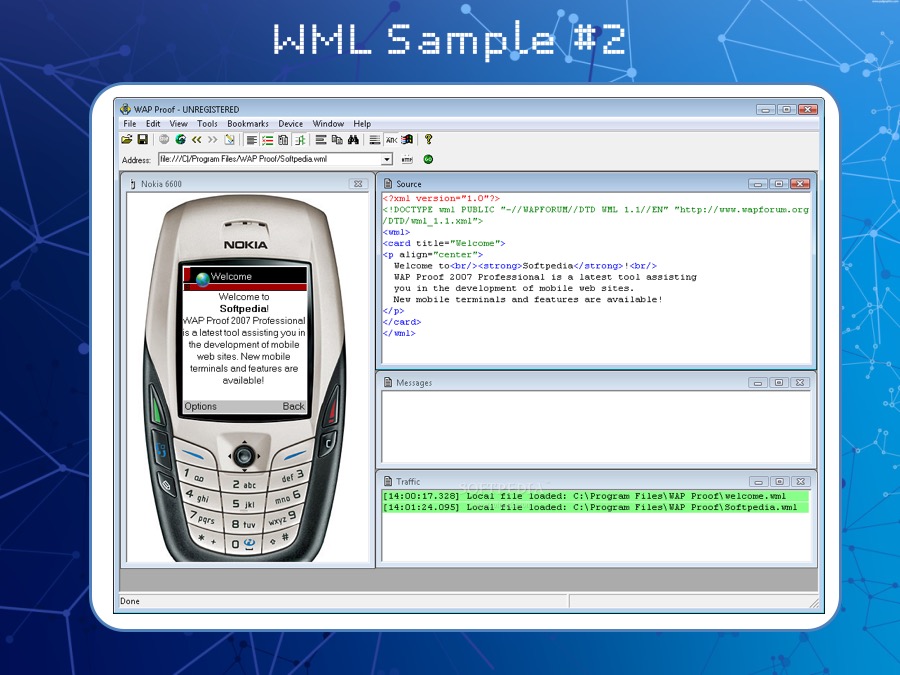 WML Sample #2
WAP Proof - UNREGISTERED
File Edit View Tools Bookmarks Device Window Help
Address: file:///C|/Program Files/WAP Proof/Softpedia.wml
Nokia 6600
NOKIA
Welcome
Welcome to
Softpedia!
WAP Proof 2007 Professional
is a latest tool assisting you in
the development of mobile
web sites. New mobile
terminals and features are
available!
Options Back
1 2 abc def 3
4 ghi 5 jkl mno 6
7 pqrs 8 tuv wxyz 9
* + 0 #
Source
<?xml version="1.0"?>
<!DOCTYPE wml PUBLIC "-//WAPFORUM//DTD WML 1.1//EN" "http://www.wapforum.org
/DTD/wml_1.1.xml">
<wml>
<card title="Welcome">
<p align="center">
Welcome to<br/><strong>Softpedia</strong>!<br/>
WAP Proof 2007 Professional is a latest tool assisting
you in the development of mobile web sites.
New mobile terminals and features are available!
</p>
</card>
</wml>
Messages
SOFTPEDIA
Traffic
[14:00:17.328] Local file loaded: C:\Program Files\WAP Proof\welcome.wml
[14:01:24.095] Local file loaded: C:\Program Files\WAP Proof\Softpedia.wml
Done